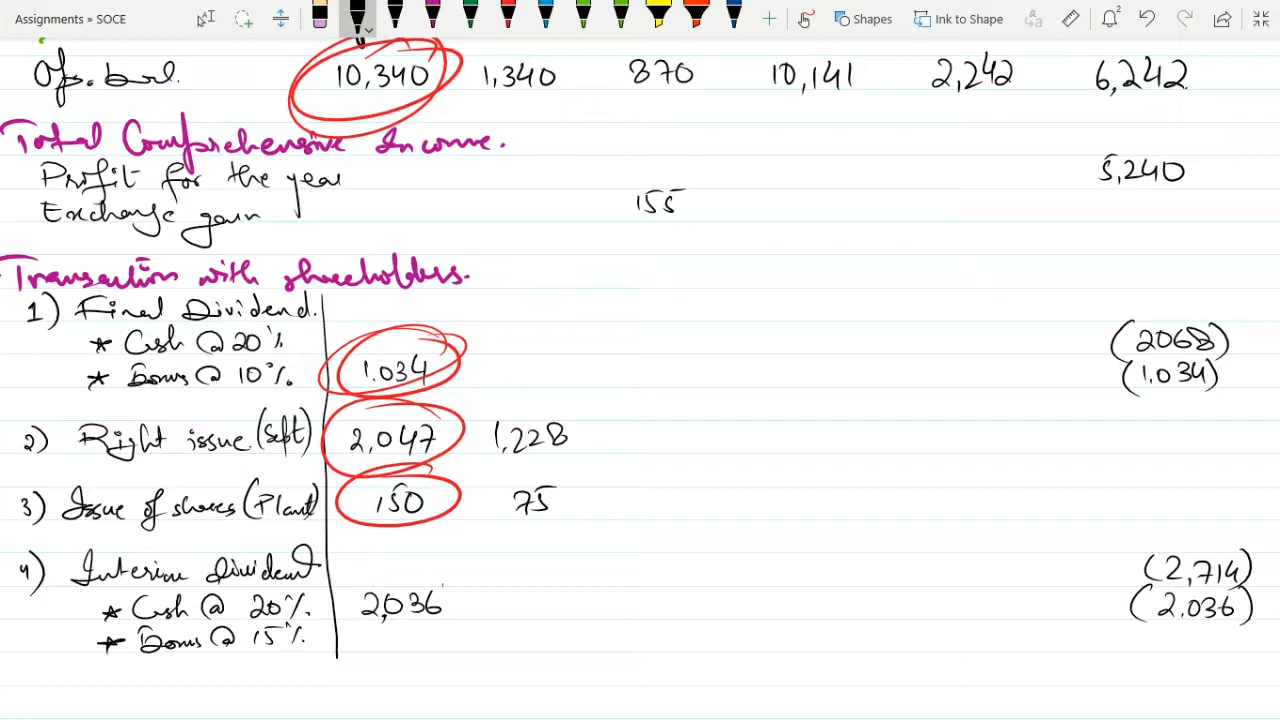 Assignments » SOCE Shapes Ink to Shape
Op. bal. 10,340 1,340 870 10,141 2,242 6,242
Total Comprehensive Income.
Profit for the year 5,240
Exchange gain 155
Transaction with shareholders.
1) Final Dividend.
* Cash @ 20% (2068)
* Bonus @ 10%. 1.034 (1.034)
2) Right issue (Sept) 2,047 1,228
3) Issue of shares (Plant) 150 75
4) Interim dividend (2,714)
* Cash @ 20%. 2,036 (2.036)
* Bonus @ 15%.